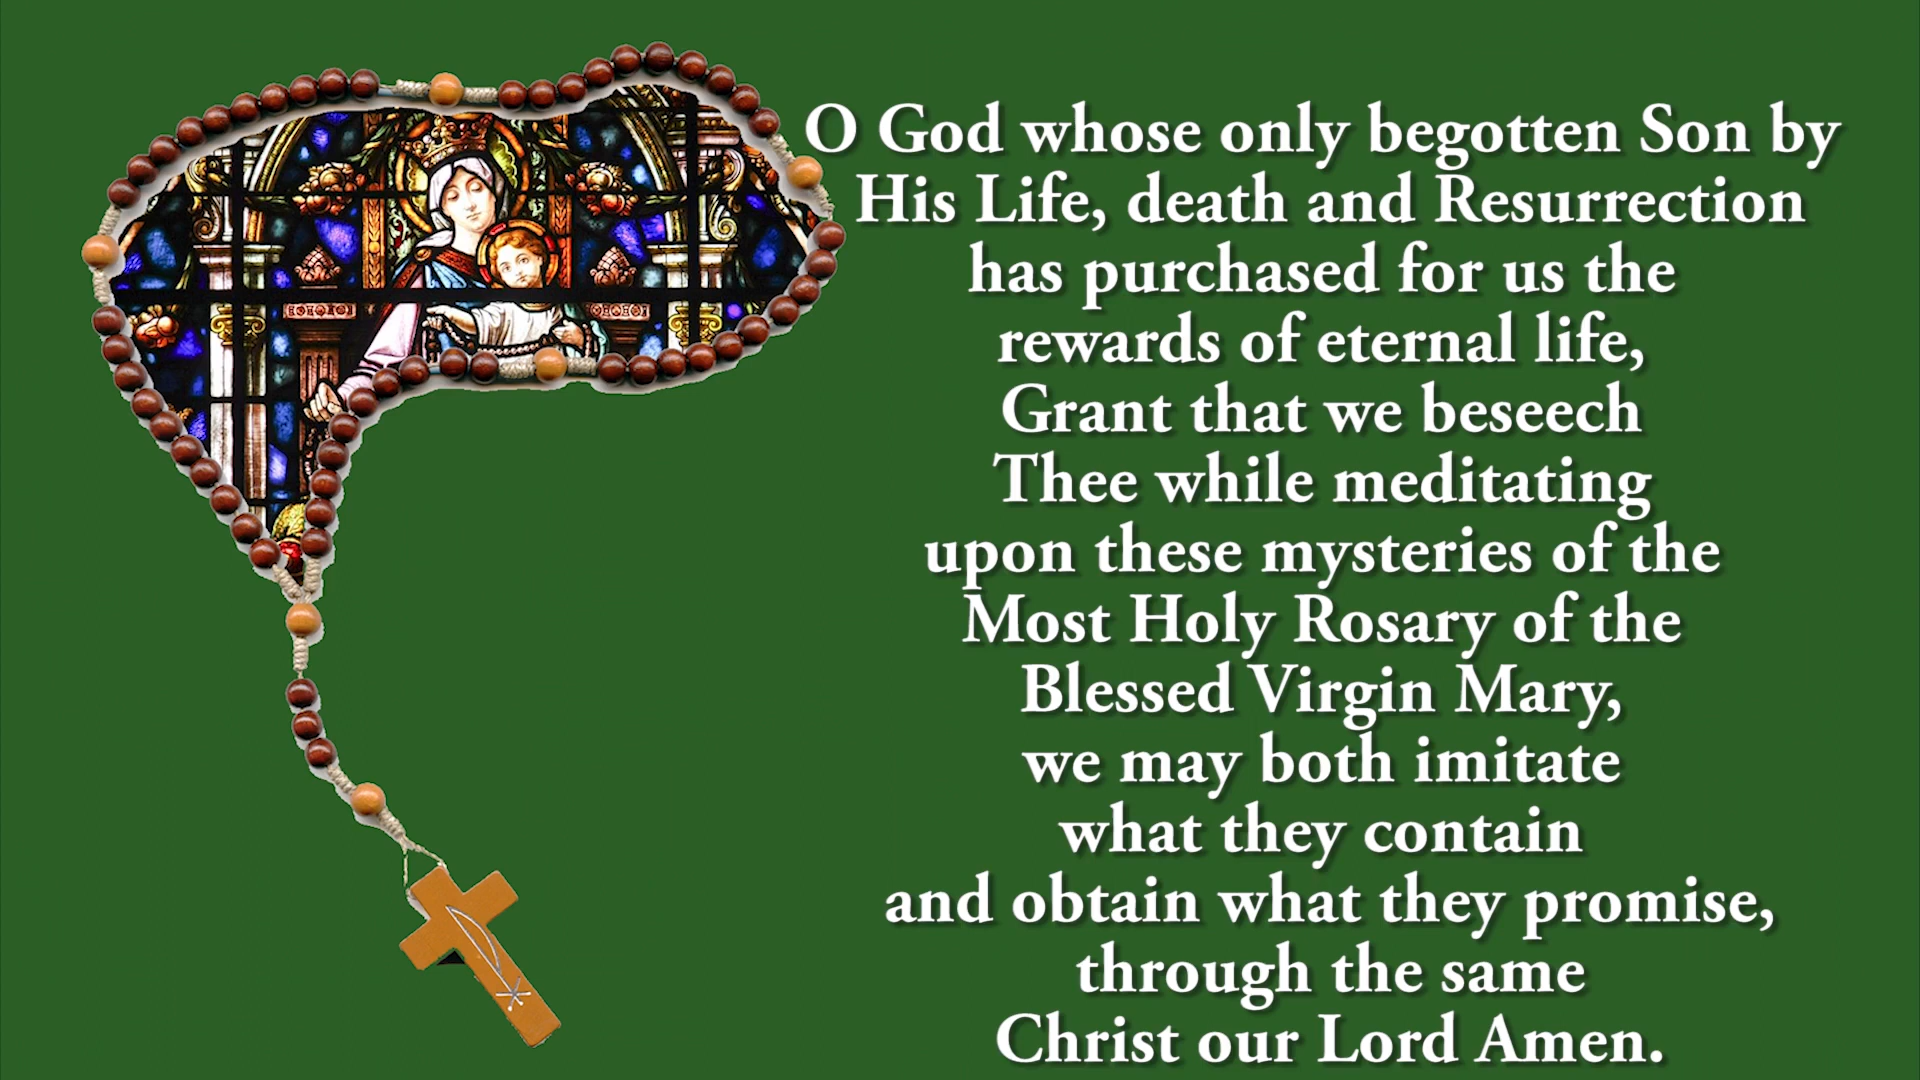 O God whose only begotten Son by
His Life, death and Resurrection
has purchased for us the
rewards of eternal life,
Grant that we beseech
Thee while meditating
upon these mysteries of the
Most Holy Rosary of the
Blessed Virgin Mary,
we may both imitate
what they contain
and obtain what they promise,
through the same
Christ our Lord Amen.